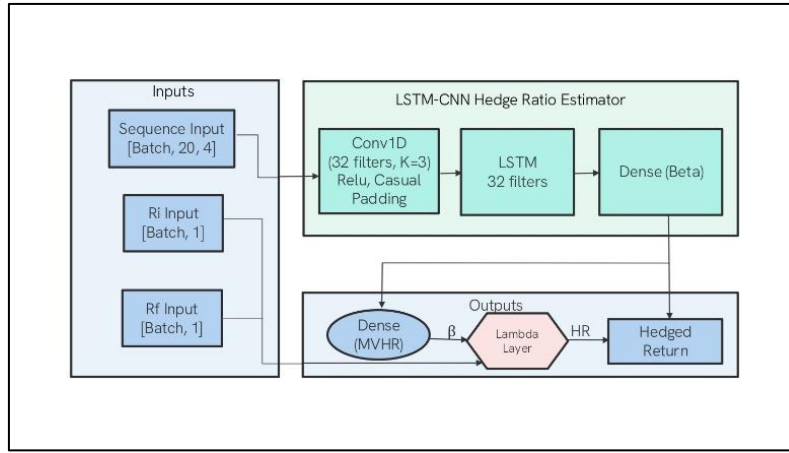 Inputs
Sequence Input
[Batch, 20, 4]
Ri Input
[Batch, 1]
Rf Input
[Batch, 1]
LSTM-CNN Hedge Ratio Estimator
Conv1D
(32 filters, K=3)
Relu, Casual
Padding
LSTM
32 filters
Dense (Beta)
Outputs
Dense
(MVHR)
β
Lambda
Layer
HR
Hedged
Return